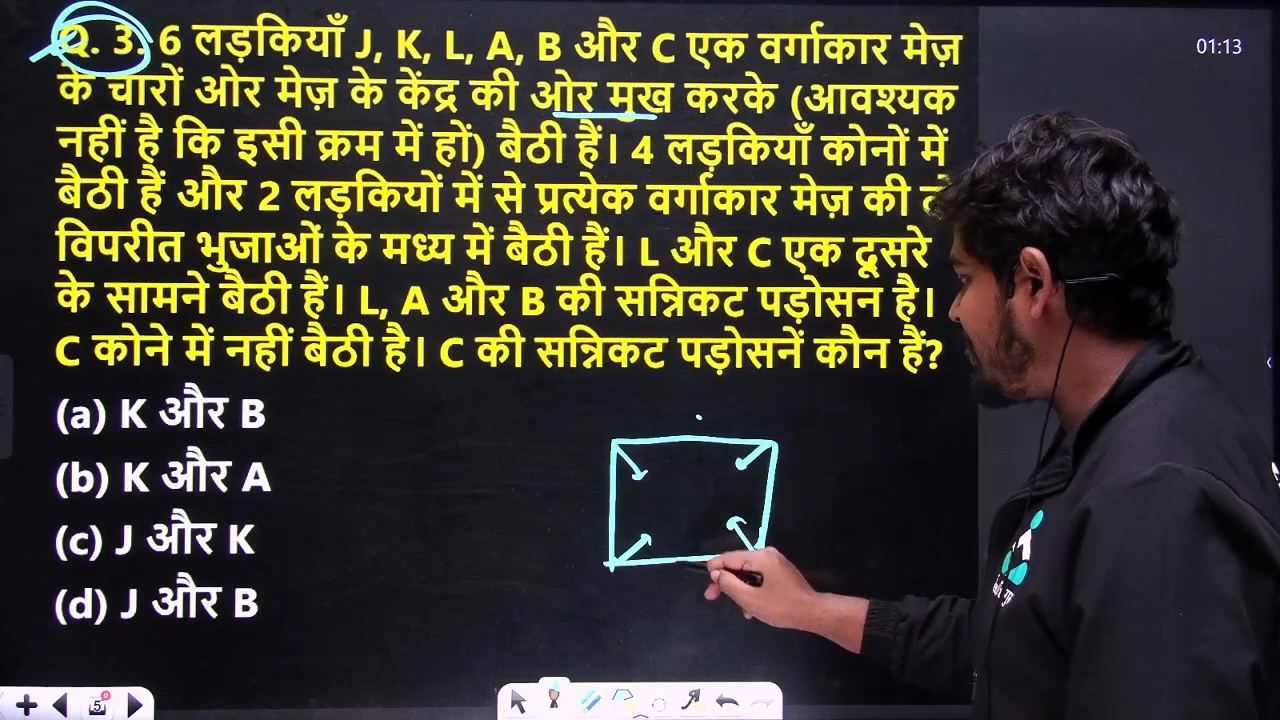 Q. 3. 6 लड़कियाँ J, K, L, A, B और C एक वर्गाकार मेज़
के चारों ओर मेज़ के केंद्र की ओर मुख करके (आवश्यक
नहीं है कि इसी क्रम में हों) बैठी हैं। 4 लड़कियाँ कोनों में
बैठी हैं और 2 लड़कियों में से प्रत्येक वर्गाकार मेज़ की
विपरीत भुजाओं के मध्य में बैठी हैं। L और C एक दूसरे
के सामने बैठी हैं। L, A और B की सन्निकट पड़ोसन है।
C कोने में नहीं बैठी है। C की सन्निकट पड़ोसनें कौन हैं?
(a) K और B
(b) K और A
(c) J और K
(d) J और B
01:13
5
0